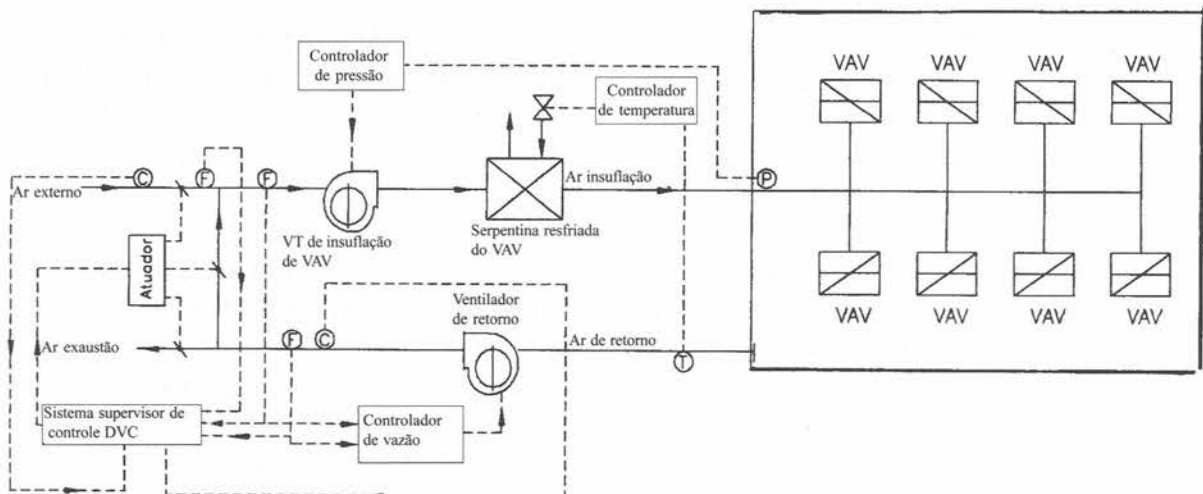 Controlador
de pressão
Controlador
de temperatura
VAV
VAV
VAV
VAV
C
F
F
P
Ar externo
Ar insuflação
VT de insuflação
de VAV
Serpentina resfriada
do VAV
Atuador
Ventilador
de retorno
VAV
VAV
VAV
VAV
F
C
Ar exaustão
Ar de retorno
T
Sistema supervisor de
controle DVC
Controlador
de vazão